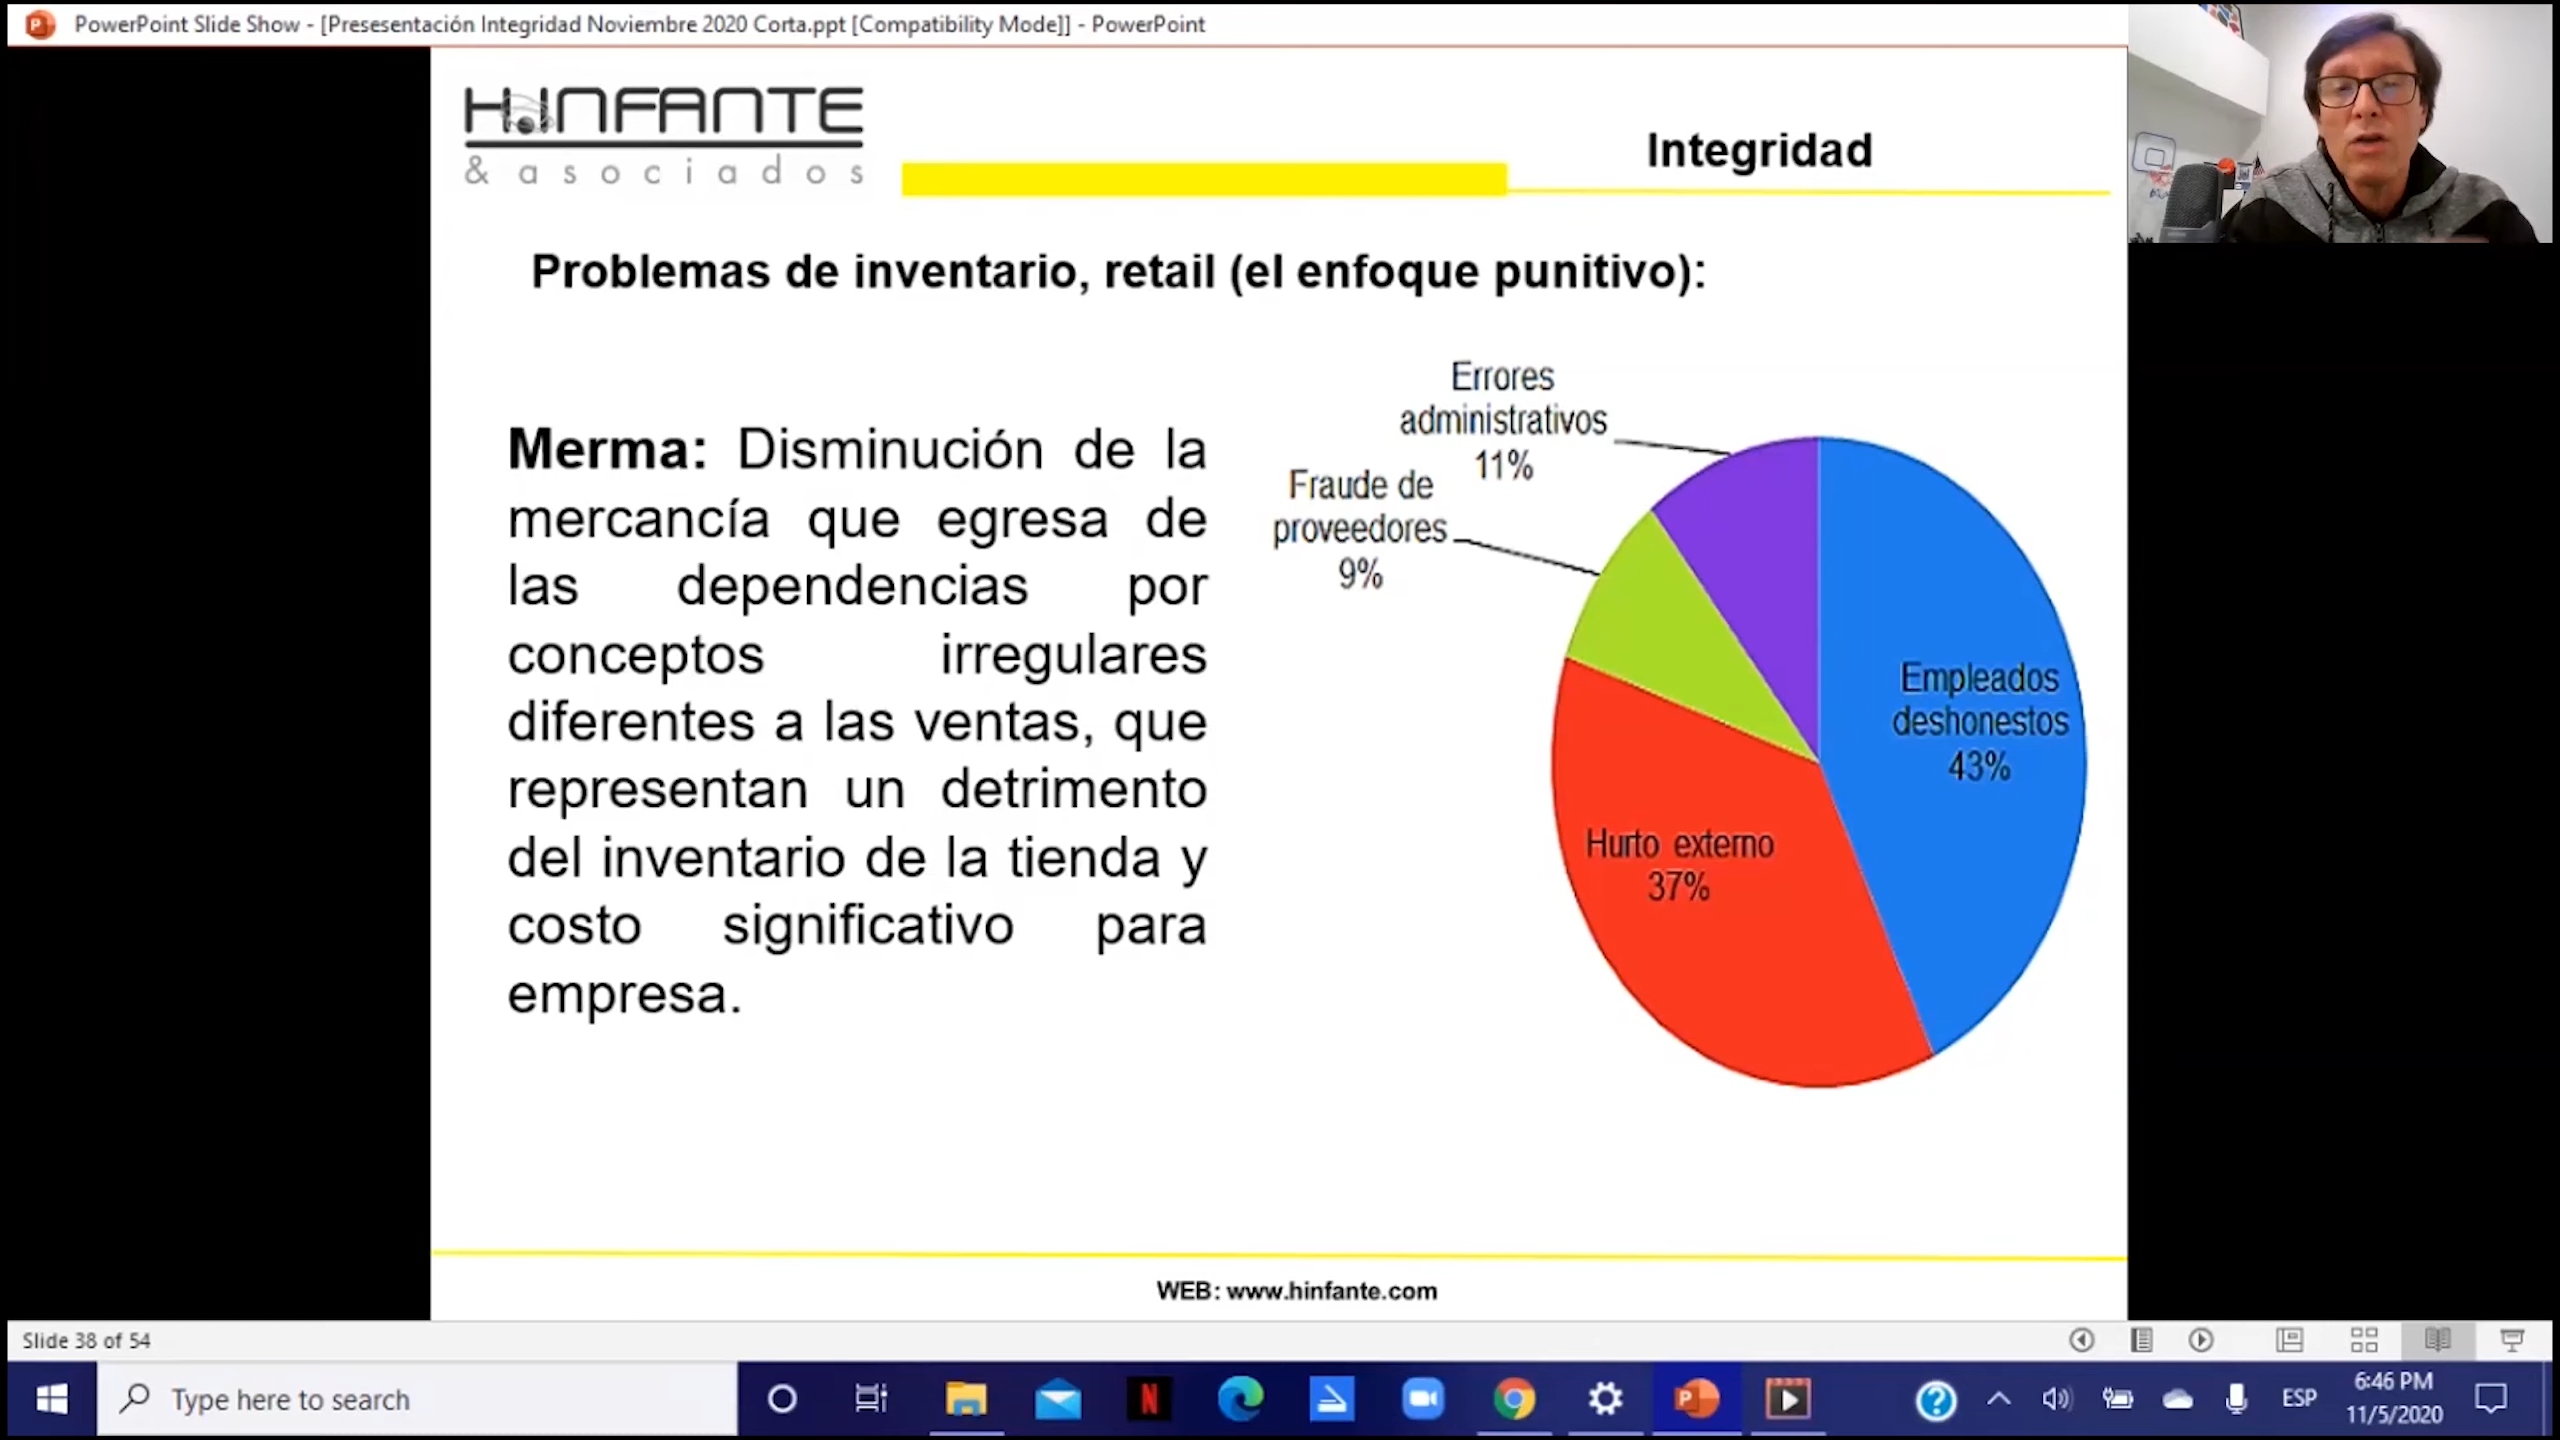 PowerPoint Slide Show - [Presesentación Integridad Noviembre 2020 Corta.ppt [Compatibility Mode]] - PowerPoint
H.INFANTE
& asociados
Integridad
Problemas de inventario, retail (el enfoque punitivo):
Merma: Disminución de la
mercancía que egresa de
las dependencias por
conceptos irregulares
diferentes a las ventas, que
representan un detrimento
del inventario de la tienda y
costo significativo para
empresa.
Errores
administrativos
11%
Fraude de
proveedores
9%
Empleados
deshonestos
43%
Hurto externo
37%
WEB: www.hinfante.com
Slide 38 of 54
Type here to search
ESP
6:46 PM
11/5/2020